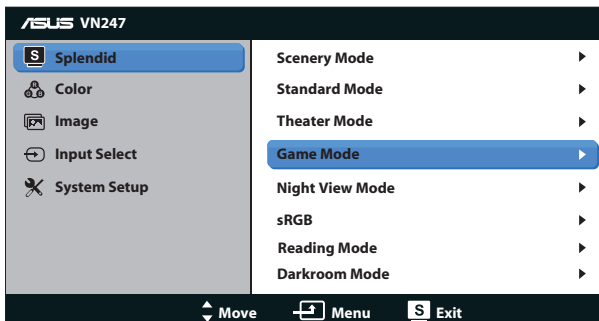 ASUS VN247
S Splendid
Color
Image
Input Select
System Setup
Scenery Mode
Standard Mode
Theater Mode
Game Mode
Night View Mode
sRGB
Reading Mode
Darkroom Mode
Move Menu S Exit